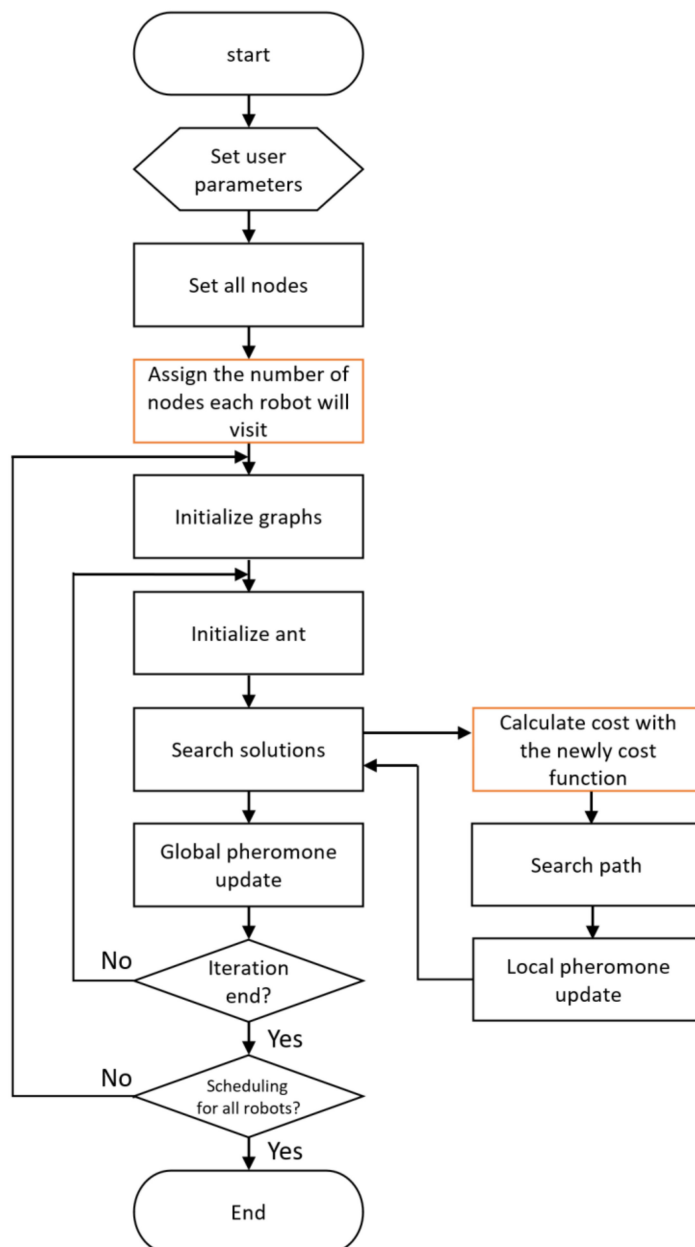 start
Set user
parameters
Set all nodes
Assign the number of
nodes each robot will
visit
Initialize graphs
Initialize ant
Search solutions
Calculate cost with
the newly cost
function
Global pheromone
update
Search path
Local pheromone
update
No
Iteration
end?
Yes
No
Scheduling
for all robots?
Yes
End